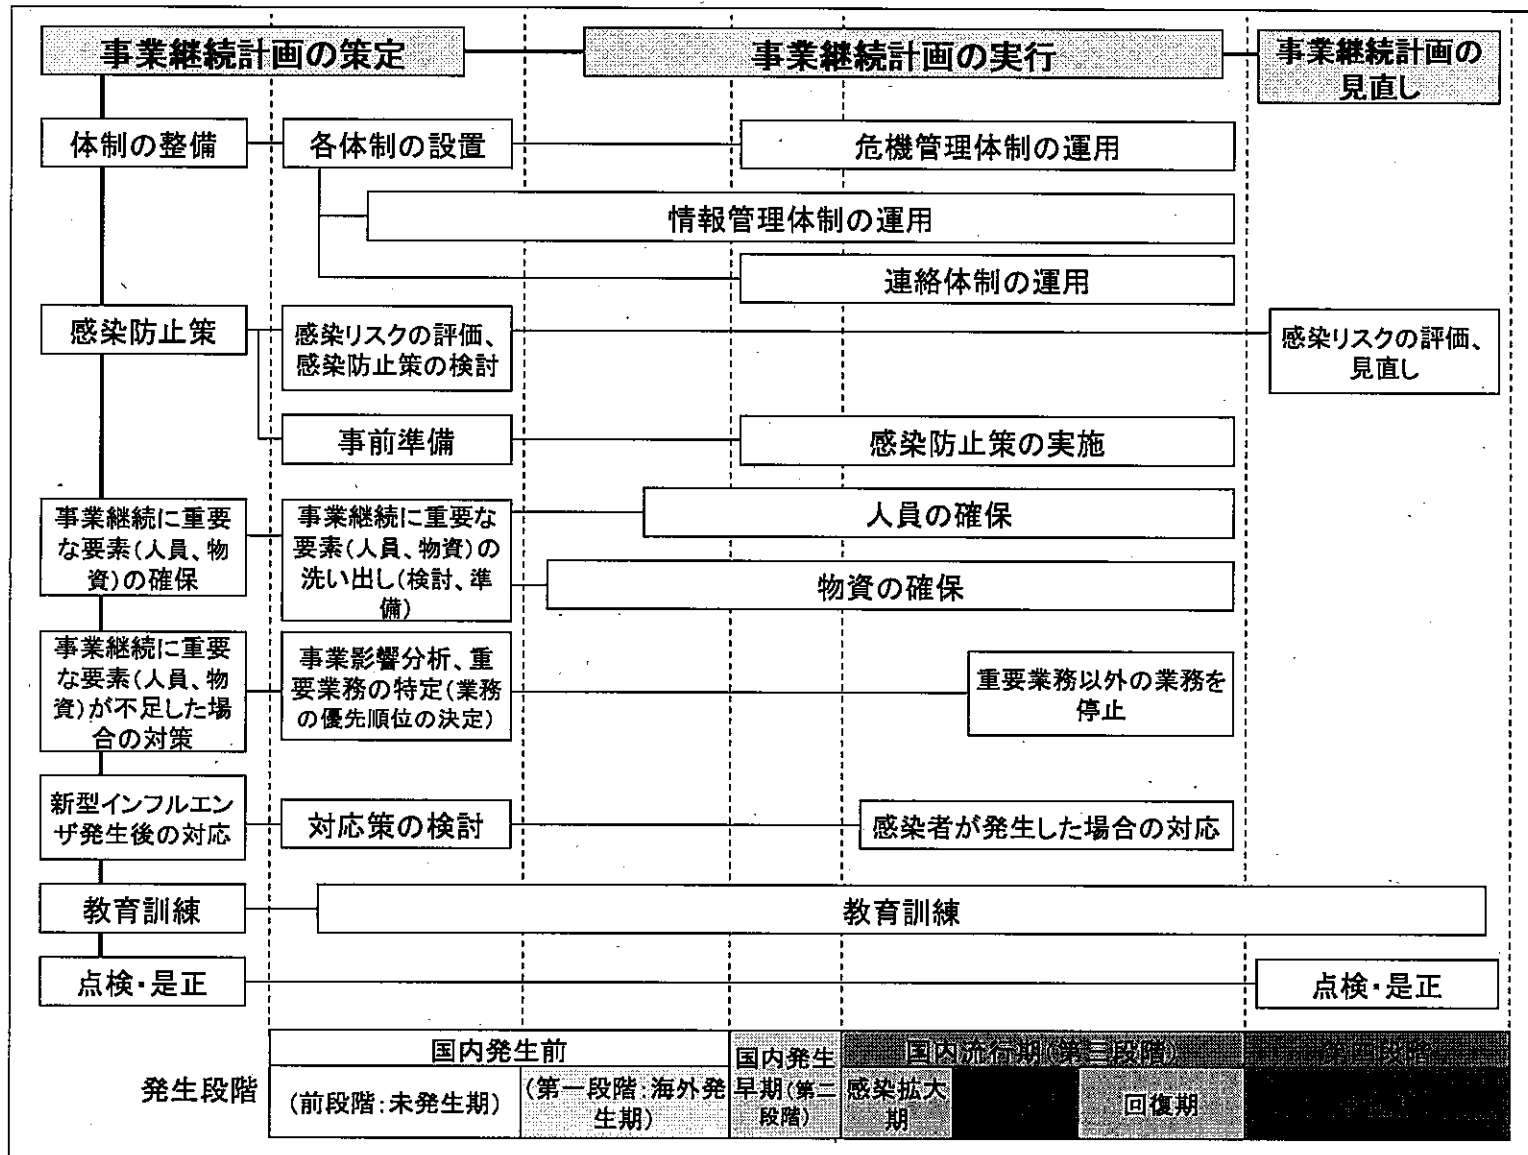 事業継続計画の策定
事業継続計画の実行
事業継続計画の
見直し
体制の整備
各体制の設置
危機管理体制の運用
情報管理体制の運用
連絡体制の運用
感染防止策
感染リスクの評価、
感染防止策の検討
感染リスクの評価、
見直し
事前準備
感染防止策の実施
事業継続に重要
な要素(人員、物
資)の確保
事業継続に重要な
要素(人員、物資)の
洗い出し(検討、準
備)
人員の確保
物資の確保
事業継続に重要
な要素(人員、物
資)が不足した場
合の対策
事業影響分析、重
要業務の特定(業務
の優先順位の決定)
重要業務以外の業務を
停止
新型インフルエン
ザ発生後の対応
対応策の検討
感染者が発生した場合の対応
教育訓練
教育訓練
点検・是正
点検・是正
発生段階
国内発生前
(前段階:未発生期)
(第一段階:海外発
生期)
国内発生
早期(第二
段階)
国内流行期(第三段階)
感染拡大
期
回復期
第四段階